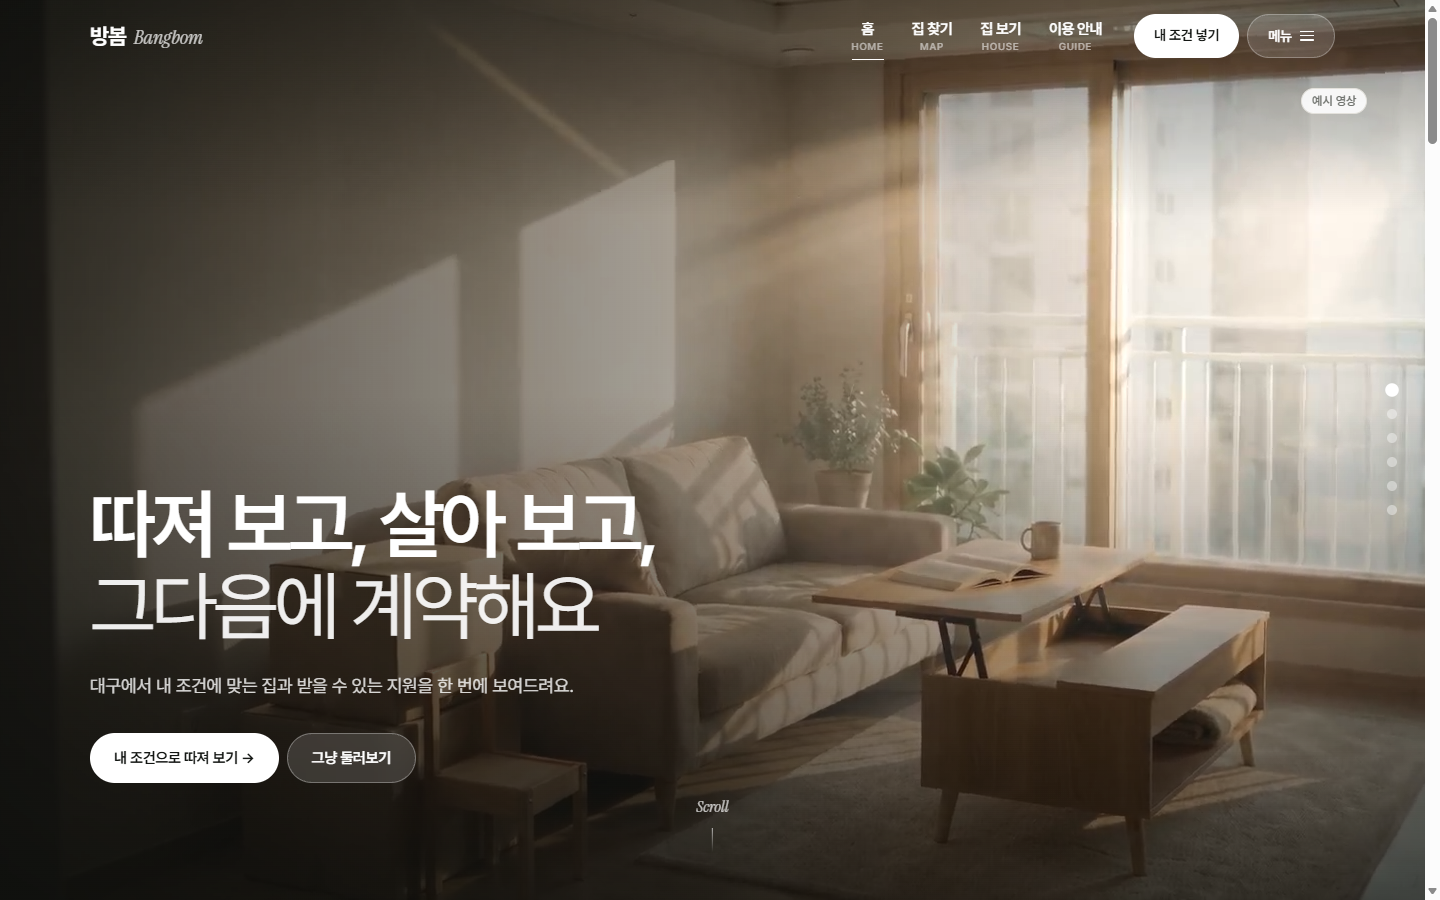 방봄 Bangbom
홈 집 찾기 집 보기 이용 안내
HOME MAP HOUSE GUIDE
내 조건 넣기
메뉴
예시 영상
따져 보고, 살아 보고,
그다음에 계약해요
대구에서 내 조건에 맞는 집과 받을 수 있는 지원을 한 번에 보여드려요.
내 조건으로 따져 보기 →
그냥 둘러보기
Scroll